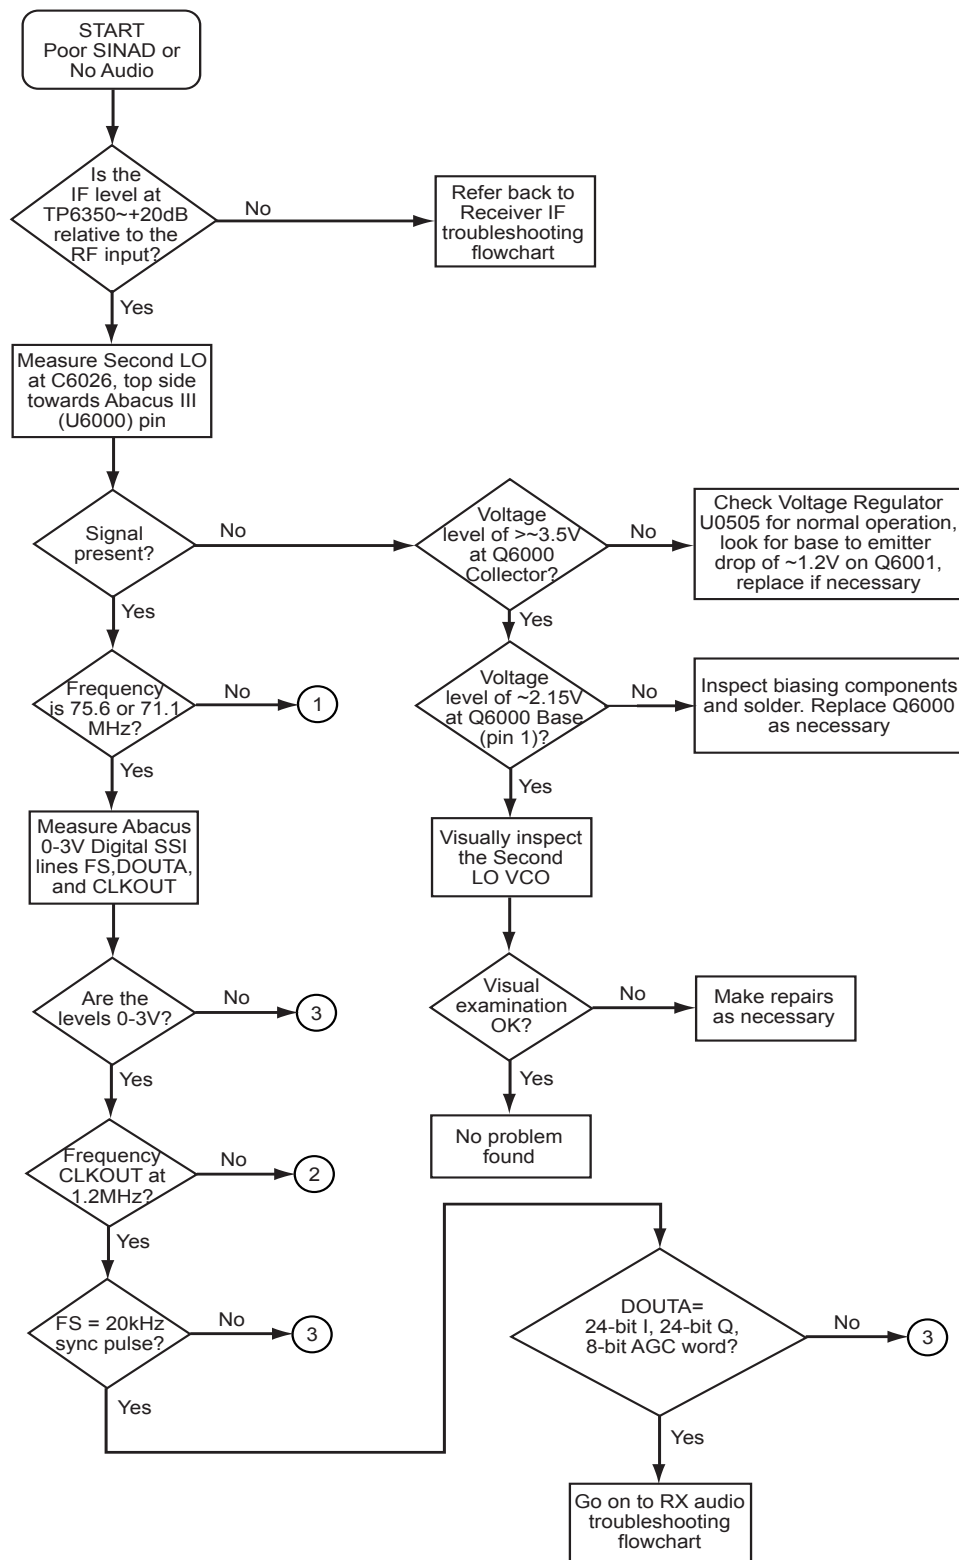 START
Poor SINAD or
No Audio
Is the
IF level at
TP6350~+20dB
relative to the
RF input?
No
Refer back to
Receiver IF
troubleshooting
flowchart
Yes
Measure Second LO
at C6026, top side
towards Abacus III
(U6000) pin
Signal
present?
No
Voltage
level of >~3.5V
at Q6000
Collector?
No
Check Voltage Regulator
U0505 for normal operation,
look for base to emitter
drop of ~1.2V on Q6001,
replace if necessary
Yes
Yes
Frequency
is 75.6 or 71.1
MHz?
No
1
Voltage
level of ~2.15V
at Q6000 Base
(pin 1)?
No
Inspect biasing components
and solder. Replace Q6000
as necessary
Yes
Yes
Measure Abacus
0-3V Digital SSI
lines FS,DOUTA,
and CLKOUT
Visually inspect
the Second
LO VCO
Are the
levels 0-3V?
No
3
Visual
examination
OK?
No
Make repairs
as necessary
Yes
Yes
Frequency
CLKOUT at
1.2MHz?
No
2
No problem
found
Yes
FS = 20kHz
sync pulse?
No
3
DOUTA=
24-bit I, 24-bit Q,
8-bit AGC word?
No
3
Yes
Yes
Go on to RX audio
troubleshooting
flowchart